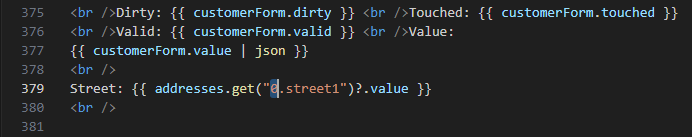 375 <br />Dirty: {{ customerForm.dirty }} <br />Touched: {{ customerForm.touched }}
376 <br />Valid: {{ customerForm.valid }} <br />Value:
377 {{ customerForm.value | json }}
378 <br />
379 Street: {{ addresses.get("0.street1")?.value }}
380 <br />
381